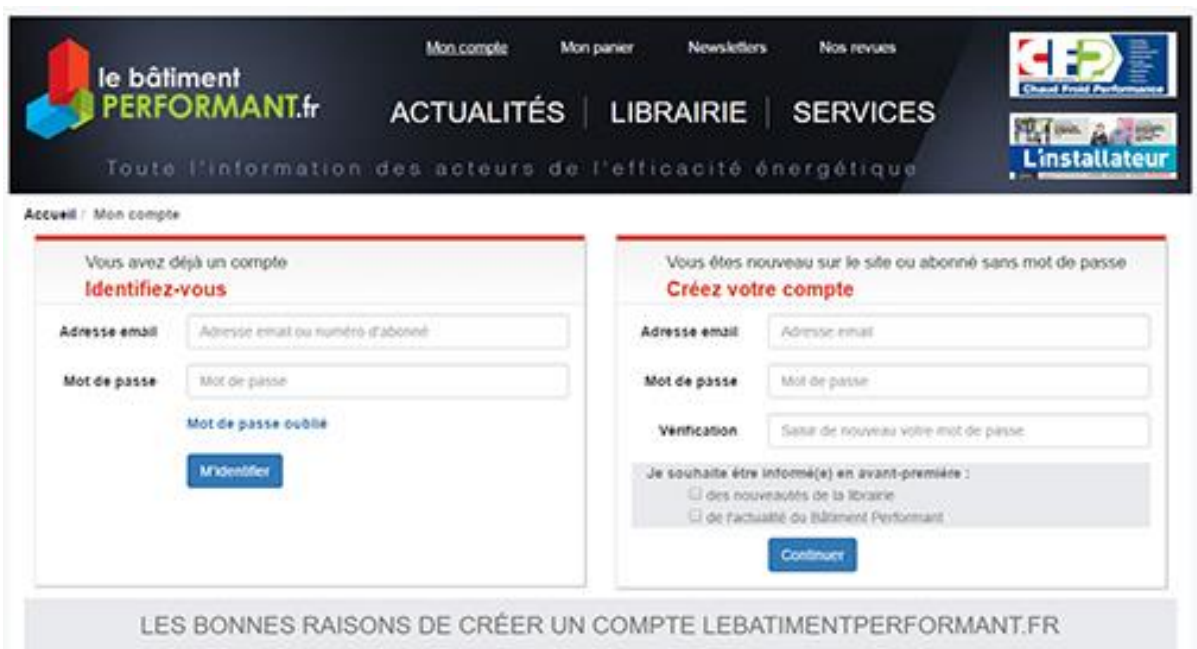 Mon compte Mon panier Newsletters Nos revues
le bâtiment
PERFORMANT.fr
ACTUALITÉS | LIBRAIRIE | SERVICES
CFP
Chaud Froid Performance
L'installateur
Toute l'information des acteurs de l'efficacité énergétique
Accueil / Mon compte
Vous avez déjà un compte
Identifiez-vous
Adresse email Adresse email ou numéro d'abonné
Mot de passe Mot de passe
Mot de passe oublié
M'identifier
Vous êtes nouveau sur le site ou abonné sans mot de passe
Créez votre compte
Adresse email Adresse email
Mot de passe Mot de passe
Vérification Saisir de nouveau votre mot de passe
Je souhaite être informé(e) en avant-première :
des nouveautés de la librairie
de l'actualité du Bâtiment Performant
Continuer
LES BONNES RAISONS DE CRÉER UN COMPTE LEBATIMENTPERFORMANT.FR